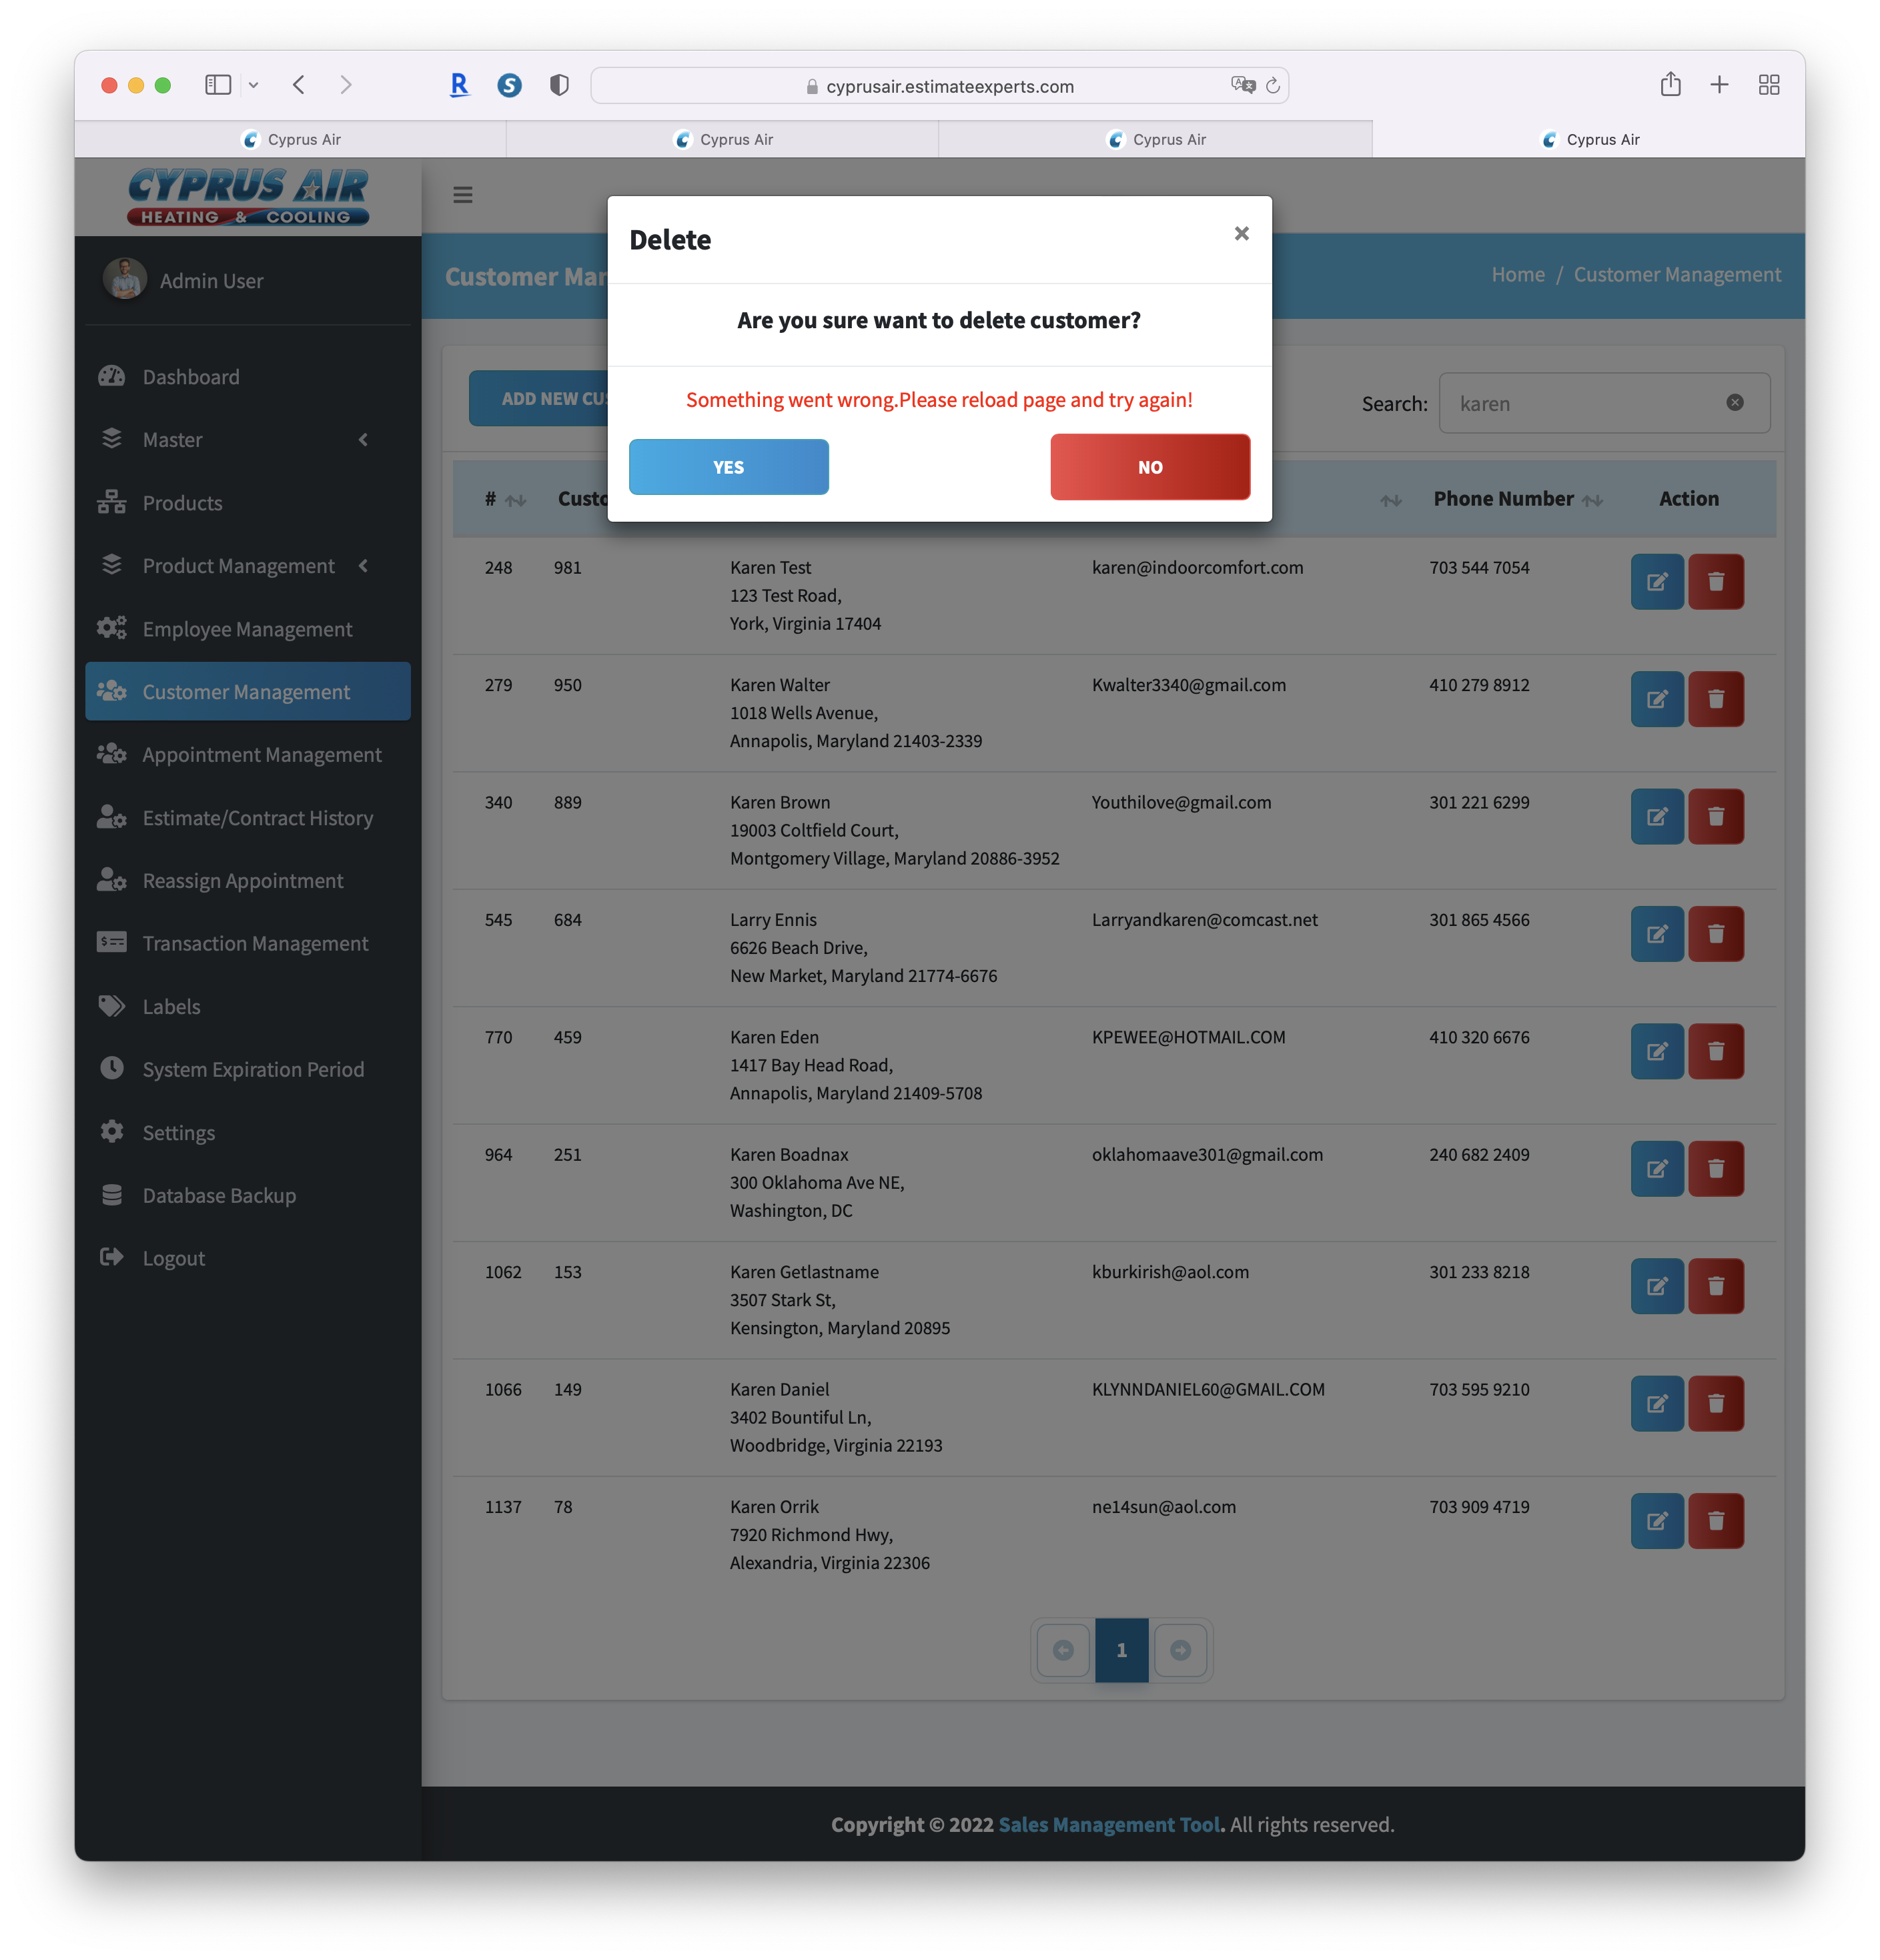 cyprusair.estimateexperts.com
Cyprus Air
Cyprus Air
Cyprus Air
Cyprus Air
CYPRUS AIR
HEATING & COOLING
Admin User
Dashboard
Master
Products
Product Management
Employee Management
Customer Management
Appointment Management
Estimate/Contract History
Reassign Appointment
Transaction Management
Labels
System Expiration Period
Settings
Database Backup
Logout
Customer Mar
Home / Customer Management
Delete
×
Are you sure want to delete customer?
Something went wrong.Please reload page and try again!
YES
NO
ADD NEW CUS
Search: karen
# Custo Phone Number Action
248 981 Karen Test karen@indoorcomfort.com 703 544 7054
123 Test Road,
York, Virginia 17404
279 950 Karen Walter Kwalter3340@gmail.com 410 279 8912
1018 Wells Avenue,
Annapolis, Maryland 21403-2339
340 889 Karen Brown Youthilove@gmail.com 301 221 6299
19003 Coltfield Court,
Montgomery Village, Maryland 20886-3952
545 684 Larry Ennis Larryandkaren@comcast.net 301 865 4566
6626 Beach Drive,
New Market, Maryland 21774-6676
770 459 Karen Eden KPEWEE@HOTMAIL.COM 410 320 6676
1417 Bay Head Road,
Annapolis, Maryland 21409-5708
964 251 Karen Boadnax oklahomaave301@gmail.com 240 682 2409
300 Oklahoma Ave NE,
Washington, DC
1062 153 Karen Getlastname kburkirish@aol.com 301 233 8218
3507 Stark St,
Kensington, Maryland 20895
1066 149 Karen Daniel KLYNNDANIEL60@GMAIL.COM 703 595 9210
3402 Bountiful Ln,
Woodbridge, Virginia 22193
1137 78 Karen Orrik ne14sun@aol.com 703 909 4719
7920 Richmond Hwy,
Alexandria, Virginia 22306
1
Copyright © 2022 Sales Management Tool. All rights reserved.